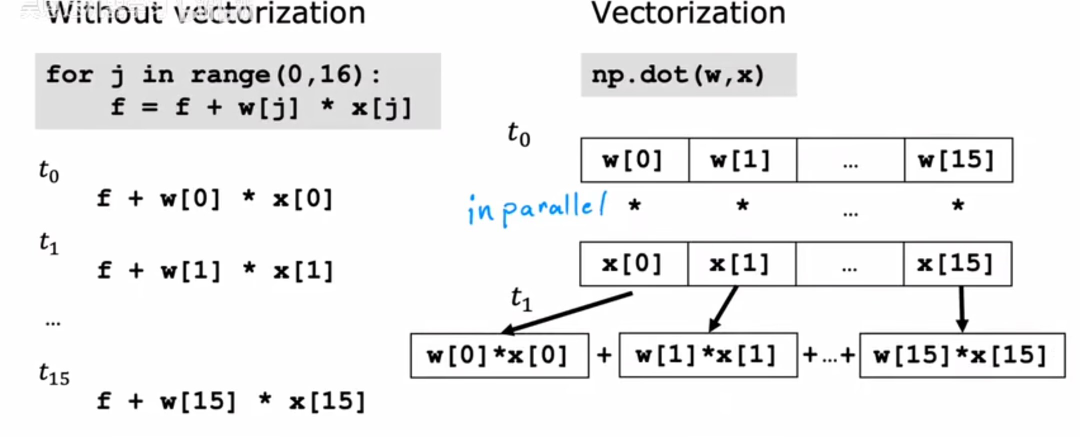 Without vectorization
for j in range(0,16):
f = f + w[j] * x[j]
t0
f + w[0] * x[0]
t1
f + w[1] * x[1]
...
t15
f + w[15] * x[15]
Vectorization
np.dot(w,x)
t0
w[0] w[1] ... w[15]
in parallel * * ... *
x[0] x[1] ... x[15]
t1
w[0]*x[0] + w[1]*x[1] +...+ w[15]*x[15]